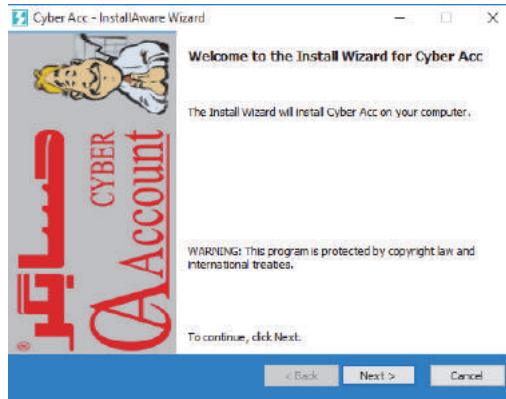 Cyber Acc - InstallAware Wizard
Welcome to the Install Wizard for Cyber Acc
The Install Wizard will install Cyber Acc on your computer.
CYBER
Account
CA
حسابتر
®
WARNING: This program is protected by copyright law and
international treaties.
To continue, click Next.
< Back
Next >
Cancel